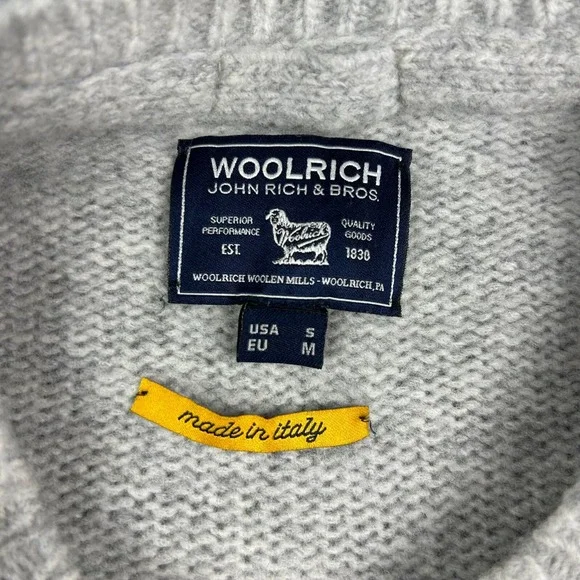 WOOLRICH
JOHN RICH & BROS.
SUPERIOR PERFORMANCE
EST.
Woolrich
QUALITY GOODS
1830
WOOLRICH WOOLEN MILLS - WOOLRICH, PA
USA S
EU M
made in italy